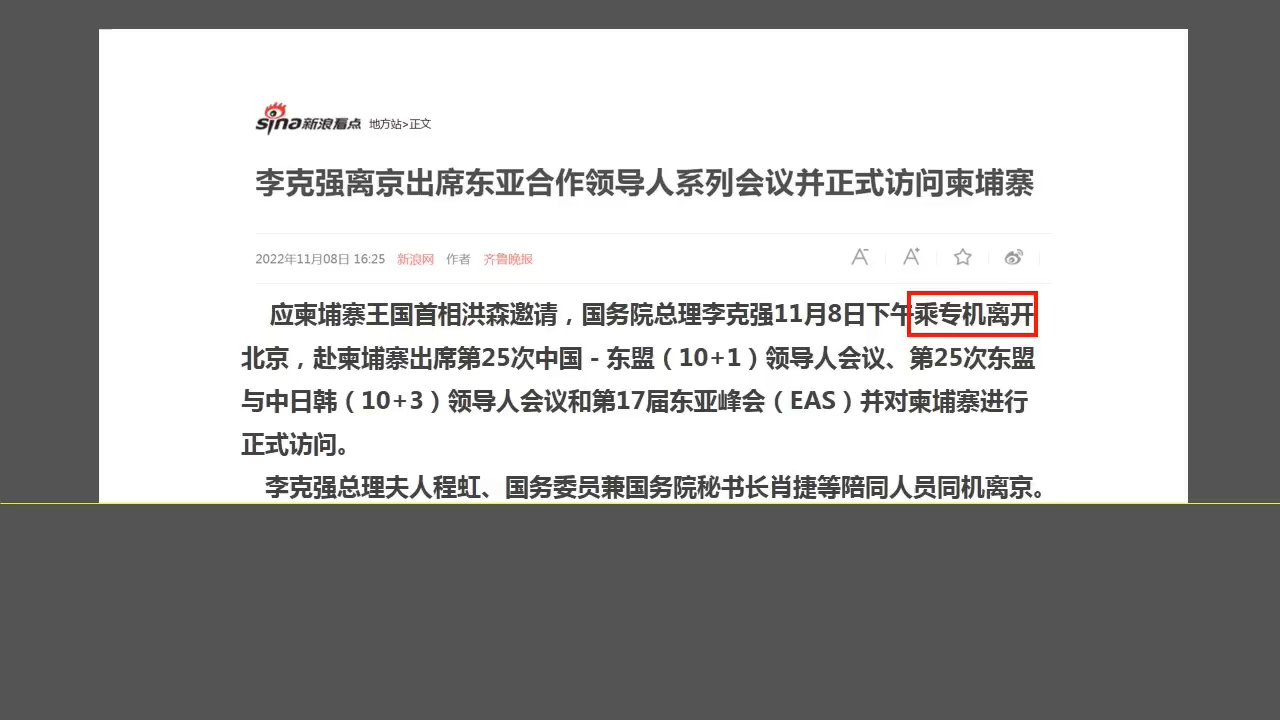 sina新浪看点 地方站>正文
李克强离京出席东亚合作领导人系列会议并正式访问柬埔寨
2022年11月08日 16:25 新浪网 作者 齐鲁晚报
应柬埔寨王国首相洪森邀请，国务院总理李克强11月8日下午乘专机离开
北京，赴柬埔寨出席第25次中国－东盟（10+1）领导人会议、第25次东盟
与中日韩（10+3）领导人会议和第17届东亚峰会（EAS）并对柬埔寨进行
正式访问。
李克强总理夫人程虹、国务委员兼国务院秘书长肖捷等陪同人员同机离京。